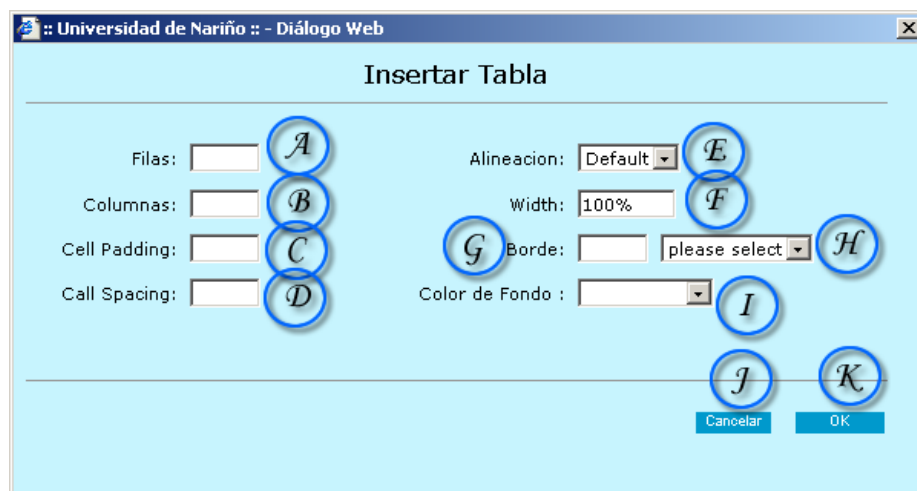 :: Universidad de Nariño :: - Diálogo Web
Insertar Tabla
Filas: A Alineacion: Default E
Columnas: B Width: 100% F
Cell Padding: C G Borde: please select H
Call Spacing: D Color de Fondo : I
J K
Cancelar OK